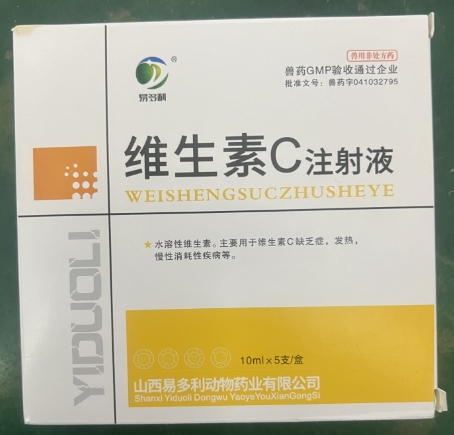 ®
易多利
兽用非处方药
兽药GMP验收通过企业
批准文号：兽药字041032795
维生素C注射液
WEISHENGSUCZHUSHEYE
★水溶性维生素。主要用于维生素C缺乏症，发热，
慢性消耗性疾病等。
YIDUOLI
10ml×5支/盒
山西易多利动物药业有限公司
Shanxi Yiduoli Dongwu YaoyeYouXianGongSi